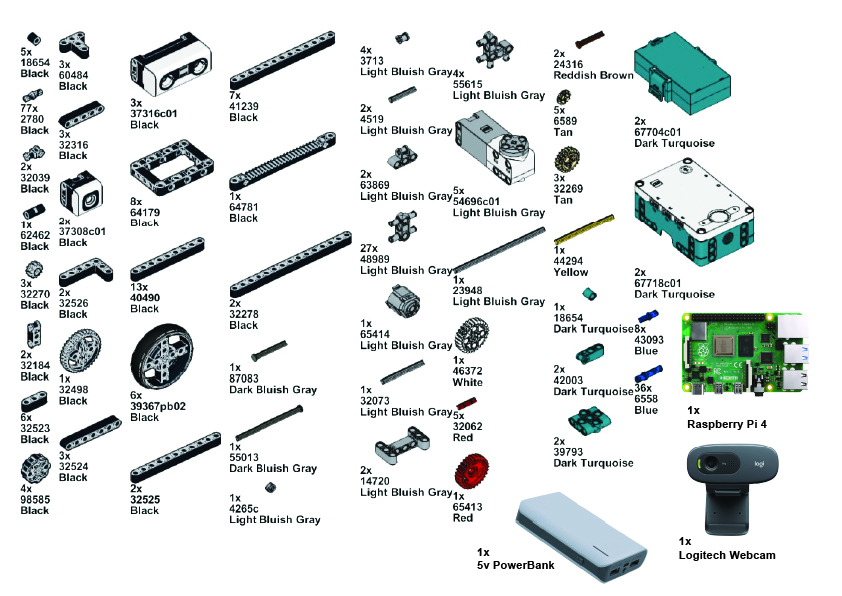 5x
18654
Black
77x
2780
Black
2x
32039
Black
1x
62462
Black
3x
32270
Black
2x
32184
Black
6x
32523
Black
4x
98585
Black
3x
60484
Black
3x
32316
Black
2x
37308c01
Black
2x
32526
Black
1x
32498
Black
3x
32524
Black
3x
37316c01
Black
8x
64179
Black
13x
40490
Black
6x
39367pb02
Black
2x
32525
Black
7x
41239
Black
1x
64781
Black
2x
32278
Black
1x
87083
Dark Bluish Gray
1x
55013
Dark Bluish Gray
1x
4265c
Light Bluish Gray
4x
3713
Light Bluish Gray
2x
4519
Light Bluish Gray
2x
63869
Light Bluish Gray
27x
48989
Light Bluish Gray
1x
65414
Light Bluish Gray
1x
32073
Light Bluish Gray
2x
14720
Light Bluish Gray
4x
55615
Light Bluish Gray
5x
54696c01
Light Bluish Gray
1x
23948
Light Bluish Gray
1x
46372
White
5x
32062
Red
1x
65413
Red
2x
24316
Reddish Brown
5x
6589
Tan
3x
32269
Tan
1x
44294
Yellow
1x
18654
Dark Turquoise
2x
42003
Dark Turquoise
2x
39793
Dark Turquoise
2x
67704c01
Dark Turquoise
2x
67718c01
Dark Turquoise
8x
43093
Blue
36x
6558
Blue
HDMI
1x
Raspberry Pi 4
logi
1x
Logitech Webcam
1x
5v PowerBank